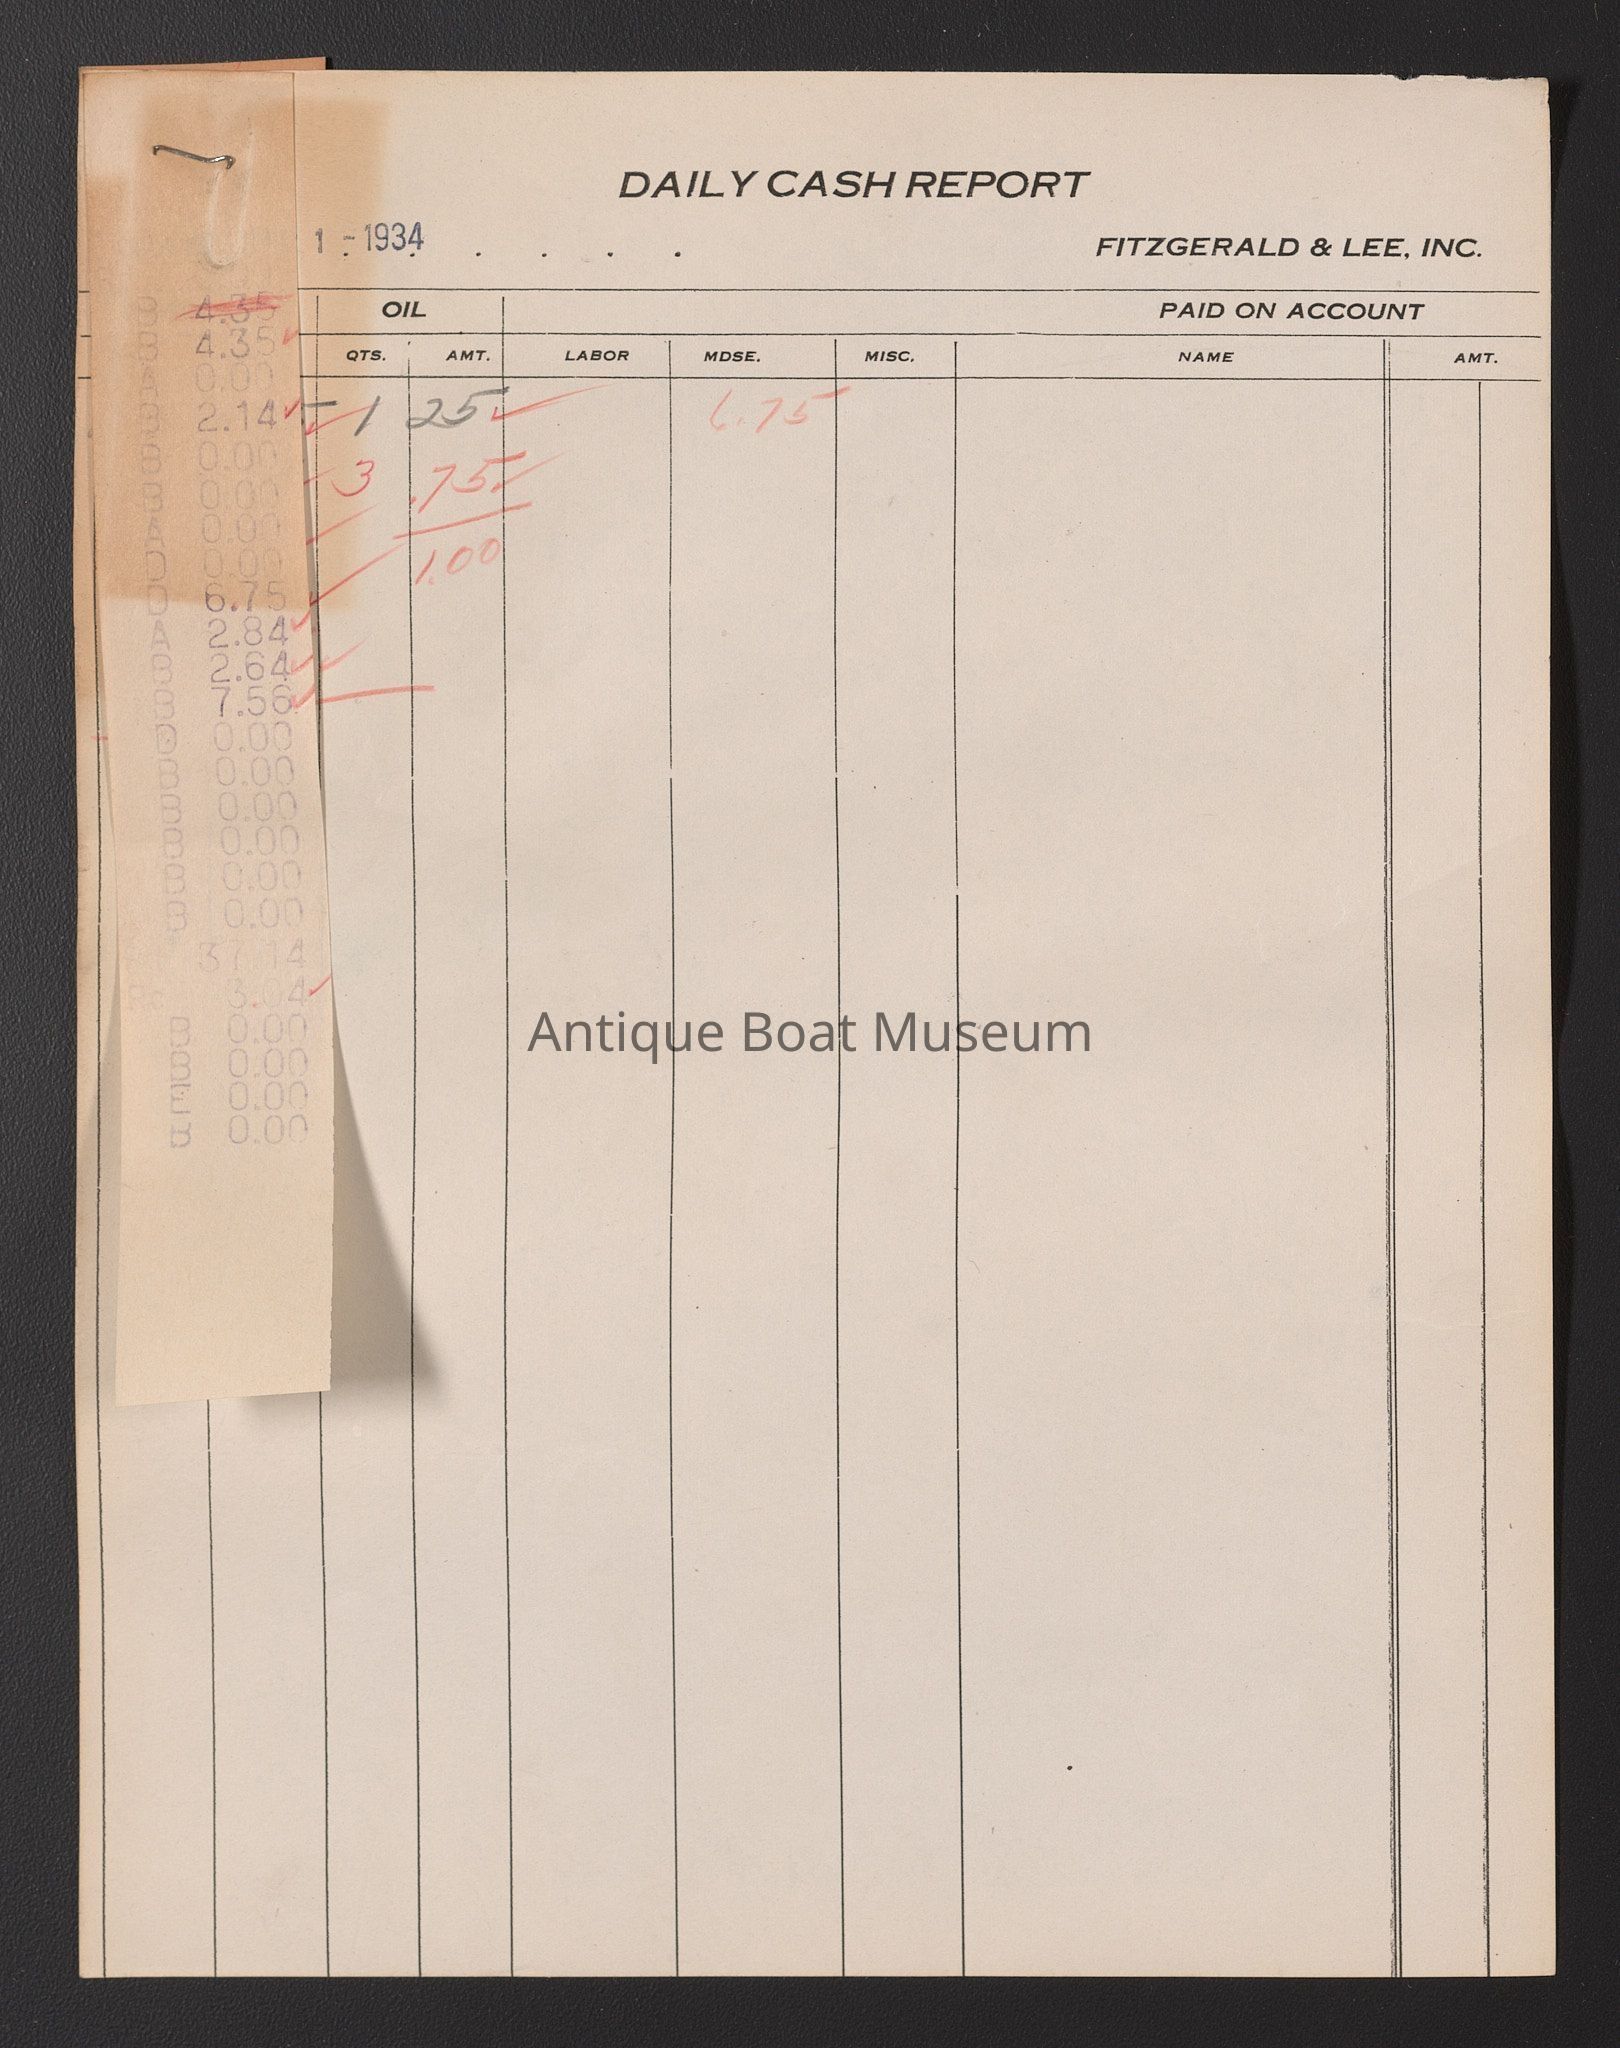 DAILY CASH REPORT
1 - 1934
FITZGERALD & LEE, INC.
OIL PAID ON ACCOUNT
QTS. AMT. LABOR MDSE. MISC. NAME AMT.
B 4.35
B 4.35
A 0.00
B 2.14 1 25 6.75
B 0.00
B 0.00 3 .75
A 0.00
D 0.00 1.00
D 6.75
A 2.84
B 2.64
B 7.56
D 0.00
B 0.00
B 0.00
B 0.00
B 0.00
B 0.00
37.14
3.04
B 0.00
B 0.00
E 0.00
B 0.00
Antique Boat Museum